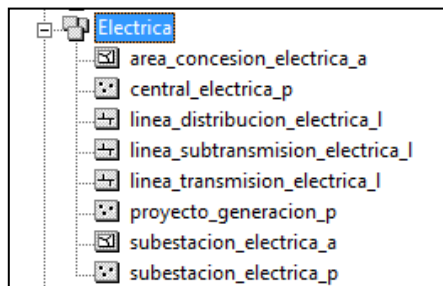 Electrica
area_concesion_electrica_a
central_electrica_p
linea_distribucion_electrica_l
linea_subtransmision_electrica_l
linea_transmision_electrica_l
proyecto_generacion_p
subestacion_electrica_a
subestacion_electrica_p